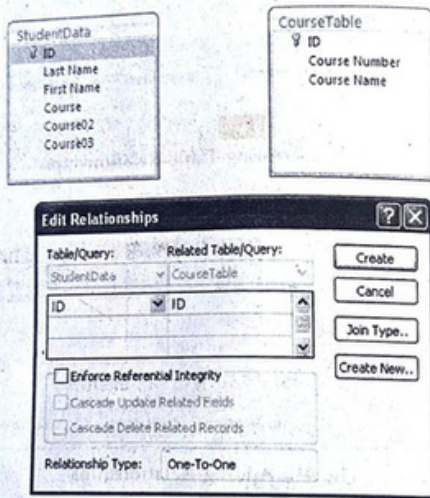 StudentData
ID
Last Name
First Name
Course
Course02
Course03
CourseTable
ID
Course Number
Course Name
Edit Relationships
Table/Query: Related Table/Query:
StudentData CourseTable
ID ID
Create
Cancel
Join Type..
Create New..
Enforce Referential Integrity
Cascade Update Related Fields
Cascade Delete Related Records
Relationship Type: One-To-One